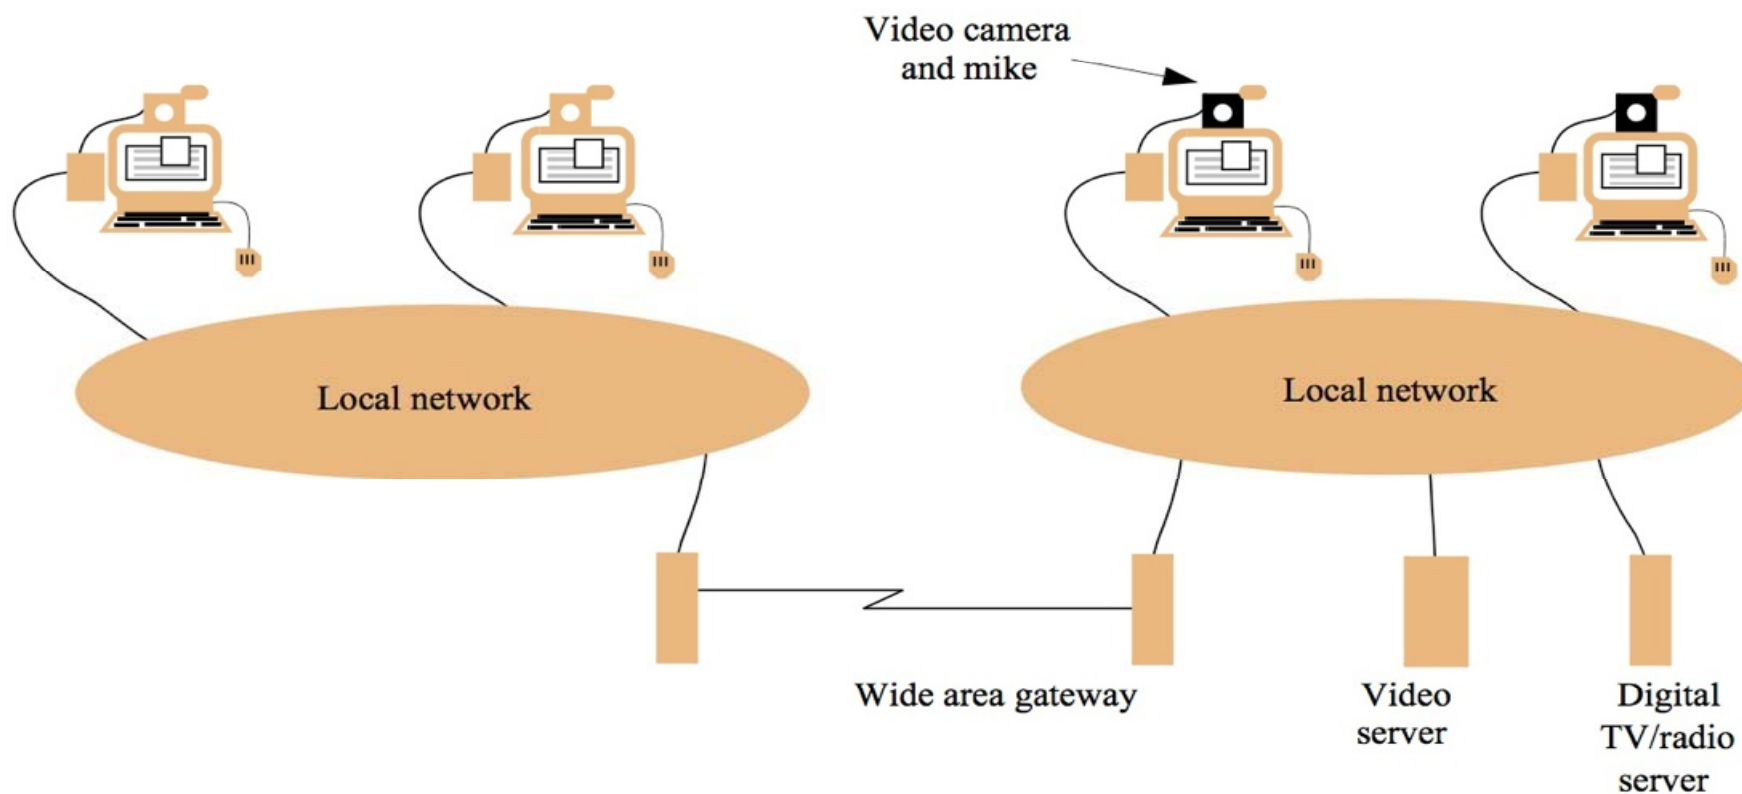 Video camera
and mike
Local network
Local network
Wide area gateway
Video
server
Digital
TV/radio
server